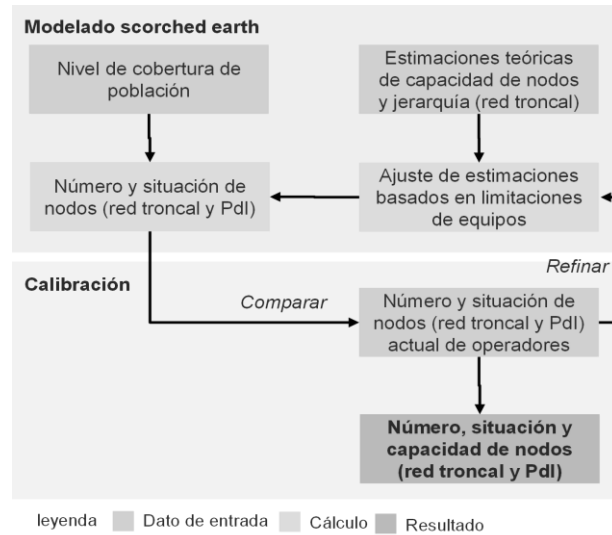 Modelado scorched earth
Nivel de cobertura de
población
Estimaciones teóricas
de capacidad de nodos
y jerarquía (red troncal)
Número y situación de
nodos (red troncal y PdI)
Ajuste de estimaciones
basados en limitaciones
de equipos
Refinar
Calibración
Comparar
Número y situación de
nodos (red troncal y PdI)
actual de operadores
Número, situación y
capacidad de nodos
(red troncal y PdI)
leyenda Dato de entrada Cálculo Resultado